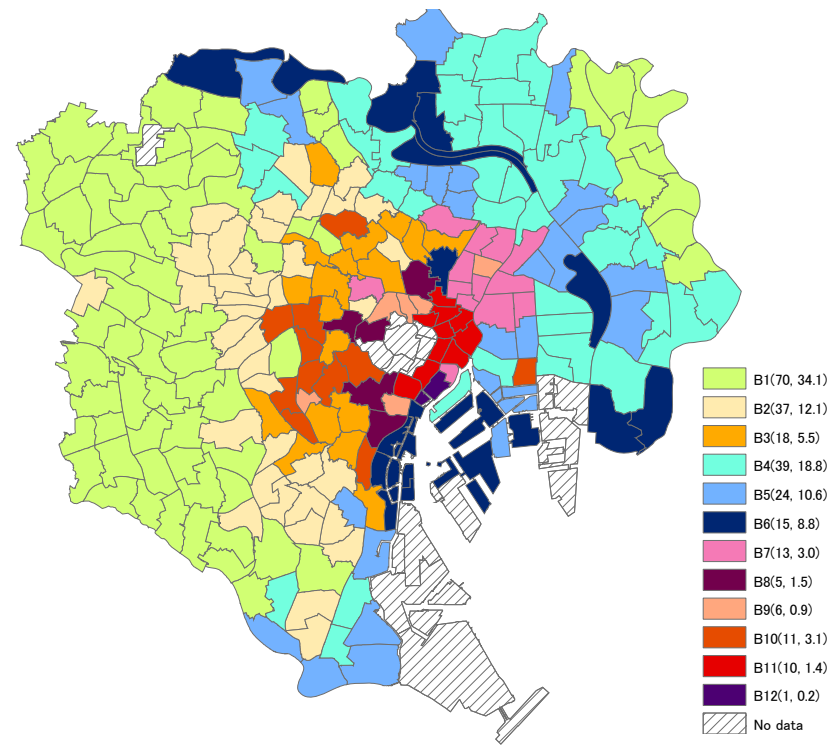 B1(70, 34.1)
B2(37, 12.1)
B3(18, 5.5)
B4(39, 18.8)
B5(24, 10.6)
B6(15, 8.8)
B7(13, 3.0)
B8(5, 1.5)
B9(6, 0.9)
B10(11, 3.1)
B11(10, 1.4)
B12(1, 0.2)
No data